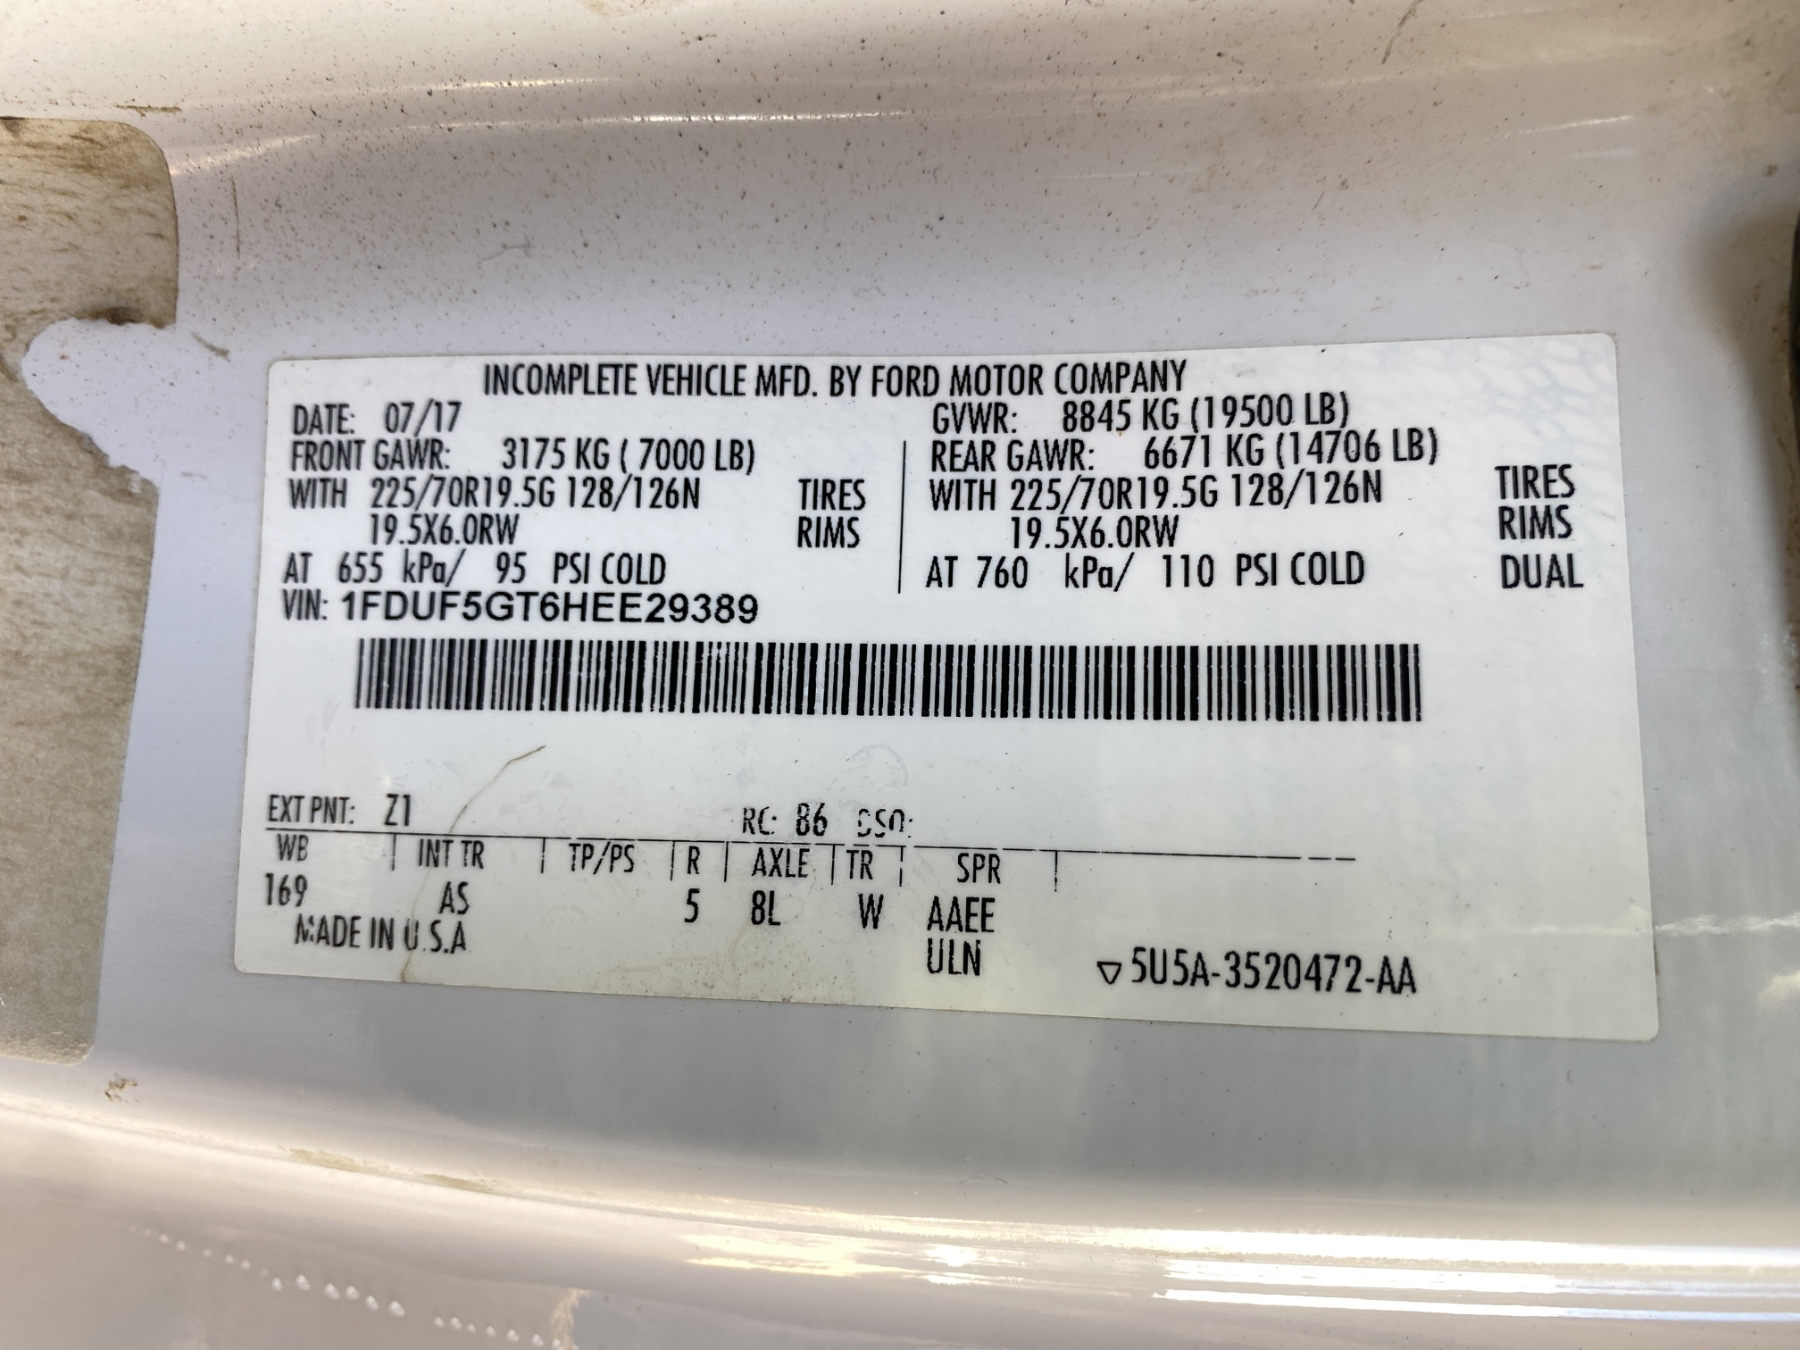 INCOMPLETE VEHICLE MFD. BY FORD MOTOR COMPANY
DATE: 07/17 GVWR: 8845 KG (19500 LB)
FRONT GAWR: 3175 KG ( 7000 LB) REAR GAWR: 6671 KG (14706 LB)
WITH 225/70R19.5G 128/126N TIRES WITH 225/70R19.5G 128/126N TIRES
19.5X6.0RW RIMS 19.5X6.0RW RIMS
AT 655 kPa/ 95 PSI COLD AT 760 kPa/ 110 PSI COLD DUAL
VIN: 1FDUF5GT6HEE29389
EXT PNT: Z1 RC: 86 DSO:
WB INT TR TP/PS R AXLE TR SPR
169 AS 5 8L W AAEE
MADE IN U.S.A ULN ▽5U5A-3520472-AA